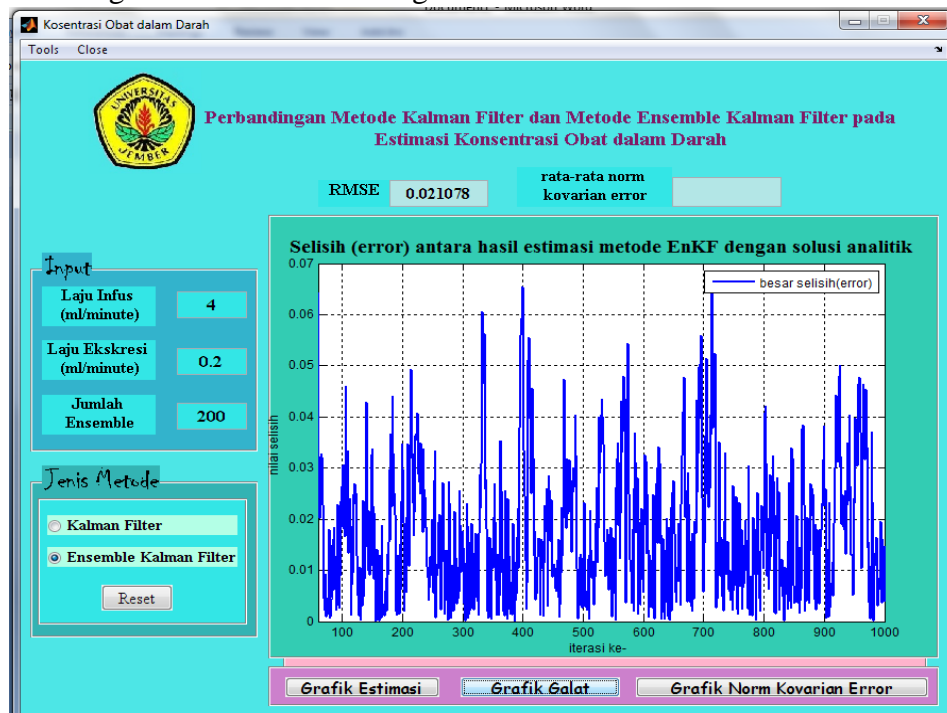 Kosentrasi Obat dalam Darah
Tools Close
UNIVERSITAS
JEMBER
Perbandingan Metode Kalman Filter dan Metode Ensemble Kalman Filter pada
Estimasi Konsentrasi Obat dalam Darah
RMSE 0.021078
rata-rata norm
kovarian error
Input
Laju Infus
(ml/minute)
4
Laju Ekskresi
(ml/minute)
0.2
Jumlah
Ensemble
200
Jenis Metode
Kalman Filter
Ensemble Kalman Filter
Reset
Selisih (error) antara hasil estimasi metode EnKF dengan solusi analitik
besar selisih(error)
0.07
0.06
0.05
0.04
0.03
0.02
0.01
0
nilai selisih
100 200 300 400 500 600 700 800 900 1000
iterasi ke-
Grafik Estimasi Grafik Galat Grafik Norm Kovarian Error